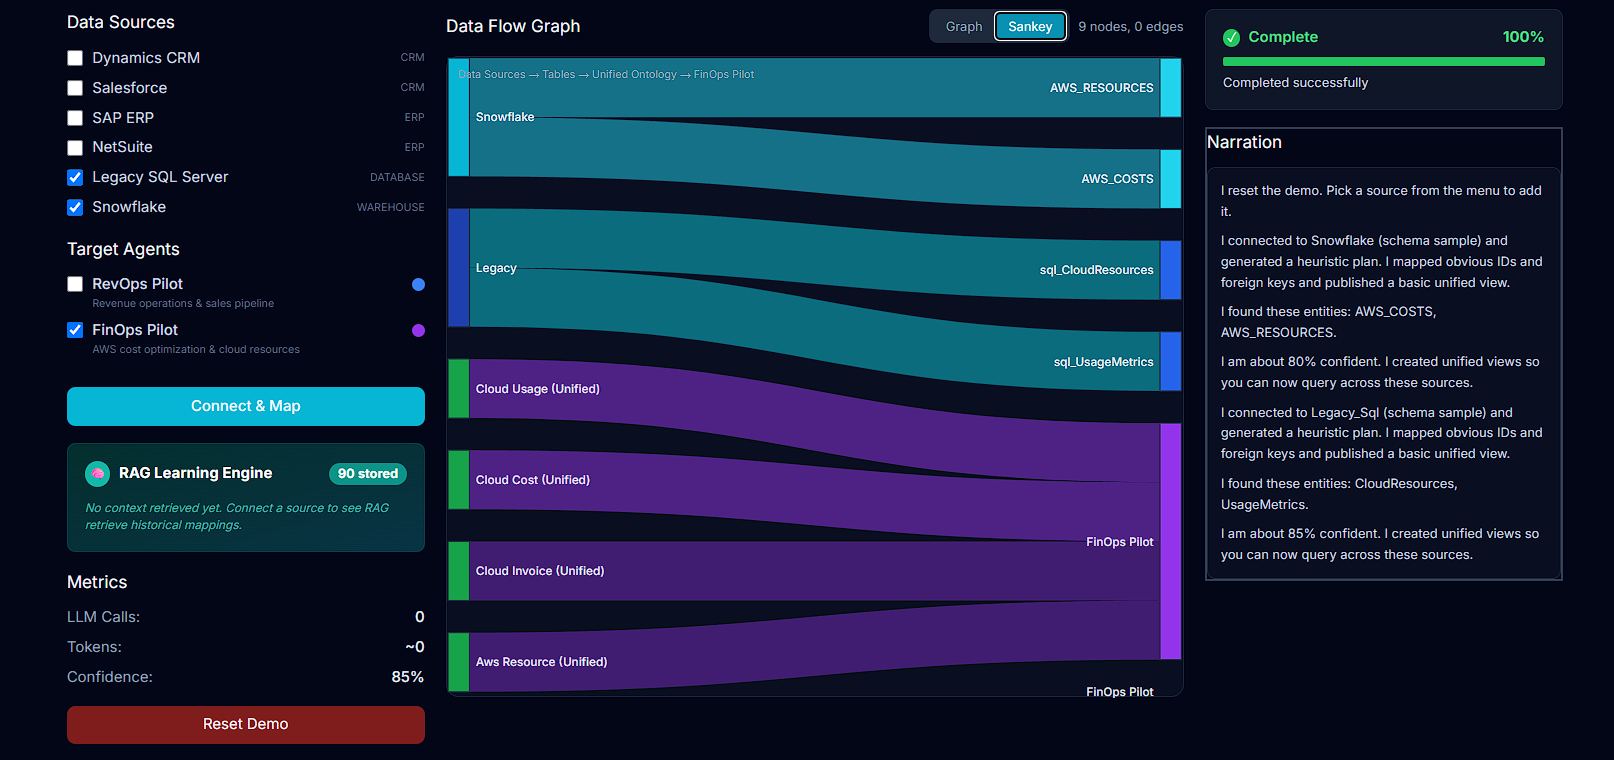 Data Sources
Dynamics CRM CRM
Salesforce CRM
SAP ERP ERP
NetSuite ERP
Legacy SQL Server DATABASE
Snowflake WAREHOUSE
Target Agents
RevOps Pilot
Revenue operations & sales pipeline
FinOps Pilot
AWS cost optimization & cloud resources
Connect & Map
RAG Learning Engine 90 stored
No context retrieved yet. Connect a source to see RAG
retrieve historical mappings.
Metrics
LLM Calls: 0
Tokens: ~0
Confidence: 85%
Reset Demo
Data Flow Graph Graph Sankey 9 nodes, 0 edges
Data Sources → Tables → Unified Ontology → FinOps Pilot
AWS_RESOURCES
Snowflake
AWS_COSTS
Legacy
sql_CloudResources
sql_UsageMetrics
Cloud Usage (Unified)
Cloud Cost (Unified)
FinOps Pilot
Cloud Invoice (Unified)
Aws Resource (Unified)
FinOps Pilot
Complete 100%
Completed successfully
Narration
I reset the demo. Pick a source from the menu to add
it.
I connected to Snowflake (schema sample) and
generated a heuristic plan. I mapped obvious IDs and
foreign keys and published a basic unified view.
I found these entities: AWS_COSTS,
AWS_RESOURCES.
I am about 80% confident. I created unified views so
you can now query across these sources.
I connected to Legacy_Sql (schema sample) and
generated a heuristic plan. I mapped obvious IDs and
foreign keys and published a basic unified view.
I found these entities: CloudResources,
UsageMetrics.
I am about 85% confident. I created unified views so
you can now query across these sources.